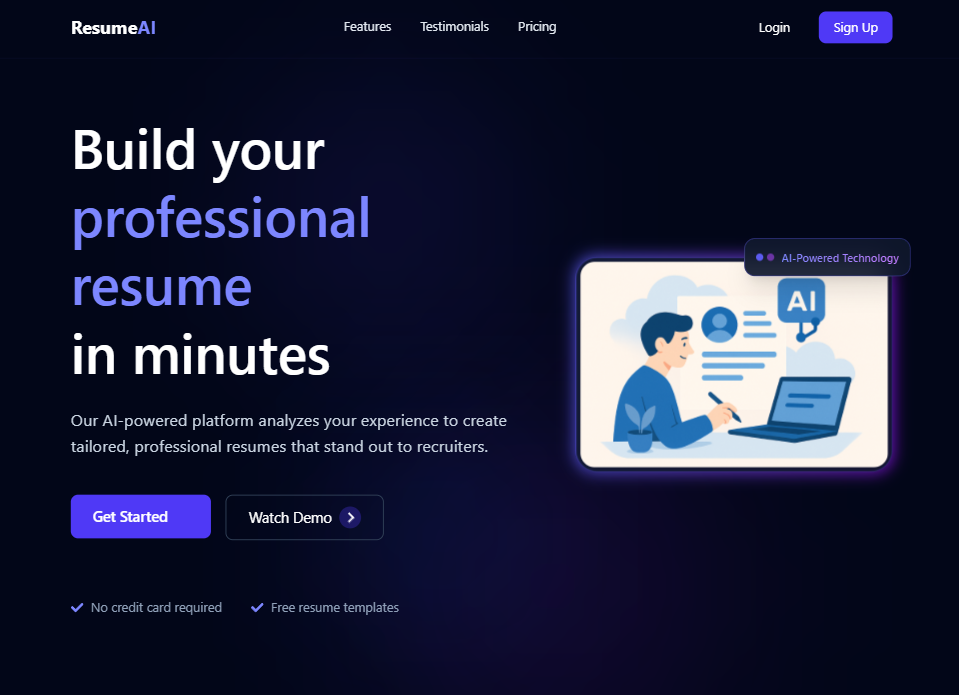 ResumeAI
Features Testimonials Pricing
Login Sign Up
Build your
professional
resume
in minutes
AI-Powered Technology
AI
Our AI-powered platform analyzes your experience to create
tailored, professional resumes that stand out to recruiters.
Get Started
Watch Demo
No credit card required
Free resume templates